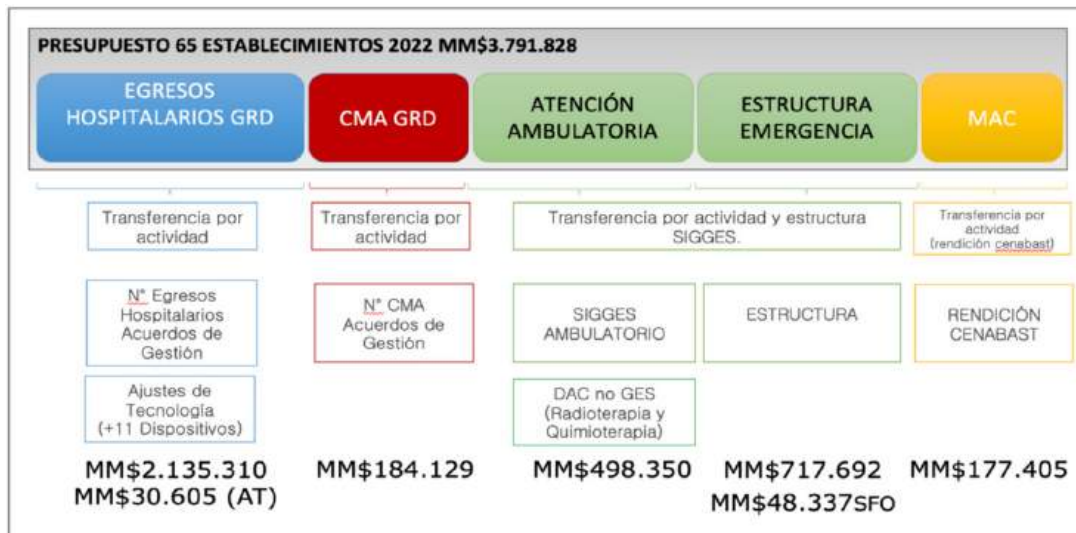 PRESUPUESTO 65 ESTABLECIMIENTOS 2022 MM$3.791.828
EGRESOS
HOSPITALARIOS GRD
CMA GRD
ATENCIÓN
AMBULATORIA
ESTRUCTURA
EMERGENCIA
MAC
Transferencia por
actividad
Transferencia por
actividad
Transferencia por actividad y estructura
SIGGES.
Transferencia por
actividad
(rendición cenabast)
N° Egresos
Hospitalarios
Acuerdos de
Gestión
N° CMA
Acuerdos de
Gestión
SIGGES
AMBULATORIO
ESTRUCTURA
RENDICIÓN
CENABAST
Ajustes de
Tecnología
(+11 Dispositivos)
DAC no GES
(Radioterapia y
Quimioterapia)
MM$2.135.310
MM$30.605 (AT)
MM$184.129
MM$498.350
MM$717.692
MM$48.337SFO
MM$177.405